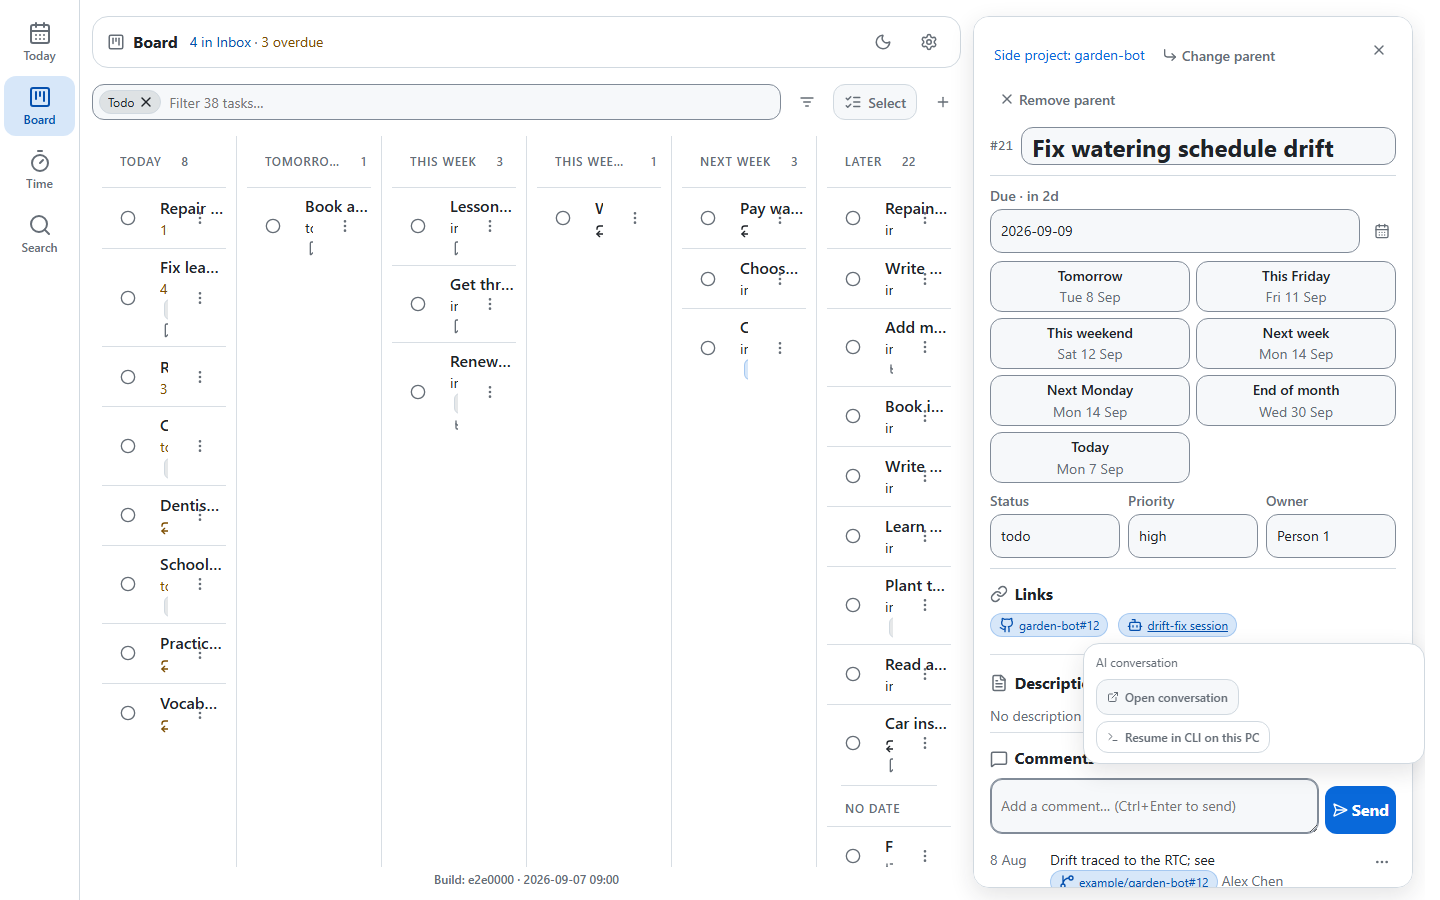 Today
Board
Time
Search
Board 4 in Inbox · 3 overdue
Todo
Filter 38 tasks...
Select
TODAY 8
Repair ...
1
Fix lea...
4
R
3
C
Dentis...
School...
Practic...
Vocab...
TOMORRO... 1
Book a...
THIS WEEK 3
Lesson...
Get thr...
Renew...
THIS WEE... 1
NEXT WEEK 3
Pay wa...
Choos...
C
LATER 22
Repain...
Write ...
Add m...
Book i...
Write ...
Learn ...
Plant t...
Read a...
Car ins...
NO DATE
F
Build: e2e0000 · 2026-09-07 09:00
Side project: garden-bot
Change parent
Remove parent
#21 Fix watering schedule drift
Due · in 2d
2026-09-09
Tomorrow
Tue 8 Sep
This Friday
Fri 11 Sep
This weekend
Sat 12 Sep
Next week
Mon 14 Sep
Next Monday
Mon 14 Sep
End of month
Wed 30 Sep
Today
Mon 7 Sep
Status Priority Owner
todo high Person 1
Links
garden-bot#12 drift-fix session
AI conversation
Open conversation
Resume in CLI on this PC
No description
Add a comment... (Ctrl+Enter to send)
Send
8 Aug Drift traced to the RTC; see
example/garden-bot#12 Alex Chen